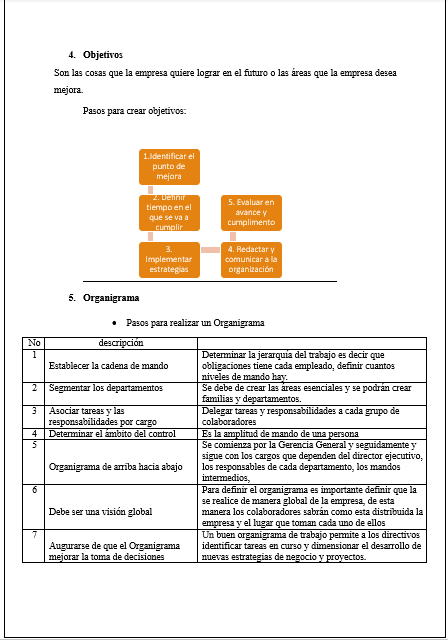 4. Objetivos
Son las cosas que la empresa quiere lograr en el futuro o las áreas que la empresa desea
mejora.
Pasos para crear objetivos:
1.Identificar el
punto de
mejora
2. Definir
tiempo en el
que se va a
cumplir
3.
Implementar
estrategias
4. Redactar y
comunicar a la
organización
5. Evaluar en
avance y
cumplimento
5. Organigrama
• Pasos para realizar un Organigrama
No descripción
1 Establecer la cadena de mando
Determinar la jerarquía del trabajo es decir que
obligaciones tiene cada empleado, definir cuantos
niveles de mando hay.
2 Segmentar los departamentos
Se debe de crear las áreas esenciales y se podrán crear
familias y departamentos.
3 Asociar tareas y las
responsabilidades por cargo
Delegar tareas y responsabilidades a cada grupo de
colaboradores
4 Determinar el ámbito del control
Es la amplitud de mando de una persona
5 Organigrama de arriba hacia abajo
Se comienza por la Gerencia General y seguidamente y
sigue con los cargos que dependen del director ejecutivo,
los responsables de cada departamento, los mandos
intermedios,
6 Debe ser una visión global
Para definir el organigrama es importante definir que la
se realice de manera global de la empresa, de esta
manera los colaboradores sabrán como esta distribuida la
empresa y el lugar que toman cada uno de ellos
7 Augurarse de que el Organigrama
mejorar la toma de decisiones
Un buen organigrama de trabajo permite a los directivos
identificar tareas en curso y dimensionar el desarrollo de
nuevas estrategias de negocio y proyectos.